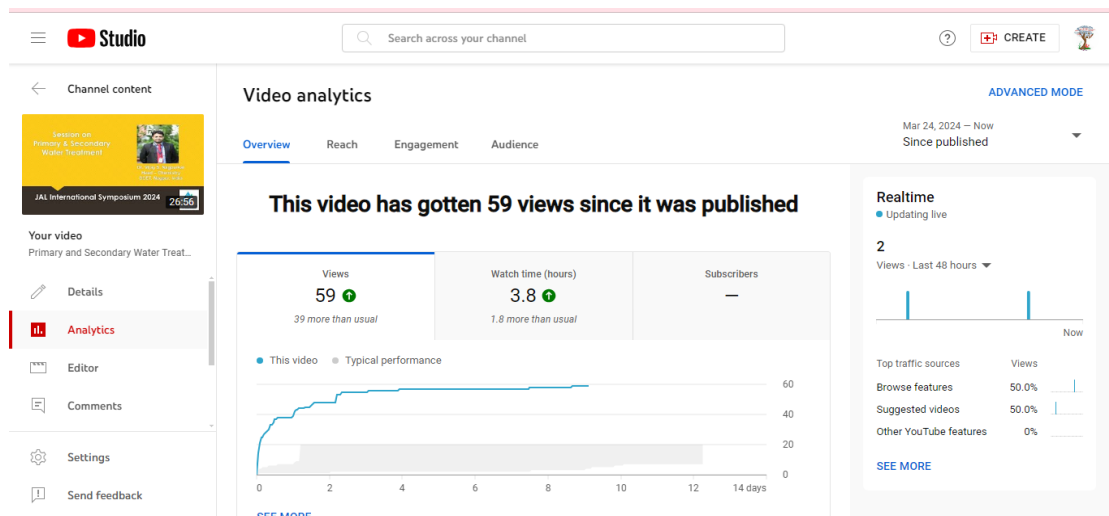 Studio
Search across your channel
CREATE
Channel content
Session on
Primary & Secondary
Water Treatment
JAL International Symposium 2024
26:56
Your video
Primary and Secondary Water Treat...
Details
Analytics
Editor
Comments
Settings
Send feedback
Video analytics
ADVANCED MODE
Overview Reach Engagement Audience
Mar 24, 2024 – Now
Since published
This video has gotten 59 views since it was published
Views
59
39 more than usual
Watch time (hours)
3.8
1.8 more than usual
Subscribers
—
This video Typical performance
60
40
20
0
0 2 4 6 8 10 12 14 days
SEE MORE
Realtime
Updating live
2
Views · Last 48 hours
Now
Top traffic sources Views
Browse features 50.0%
Suggested videos 50.0%
Other YouTube features 0%
SEE MORE